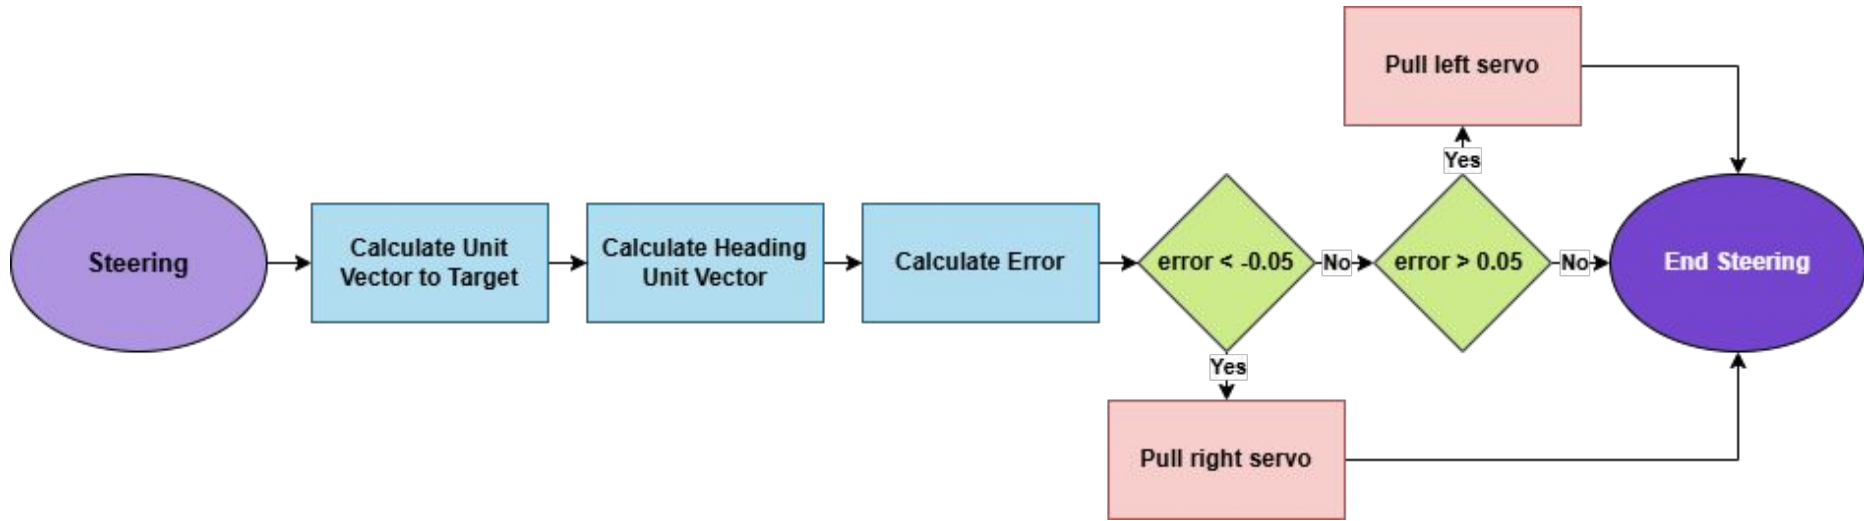 Steering
Calculate Unit
Vector to Target
Calculate Heading
Unit Vector
Calculate Error
error < -0.05
Yes
Pull right servo
No
error > 0.05
Yes
Pull left servo
No
End Steering